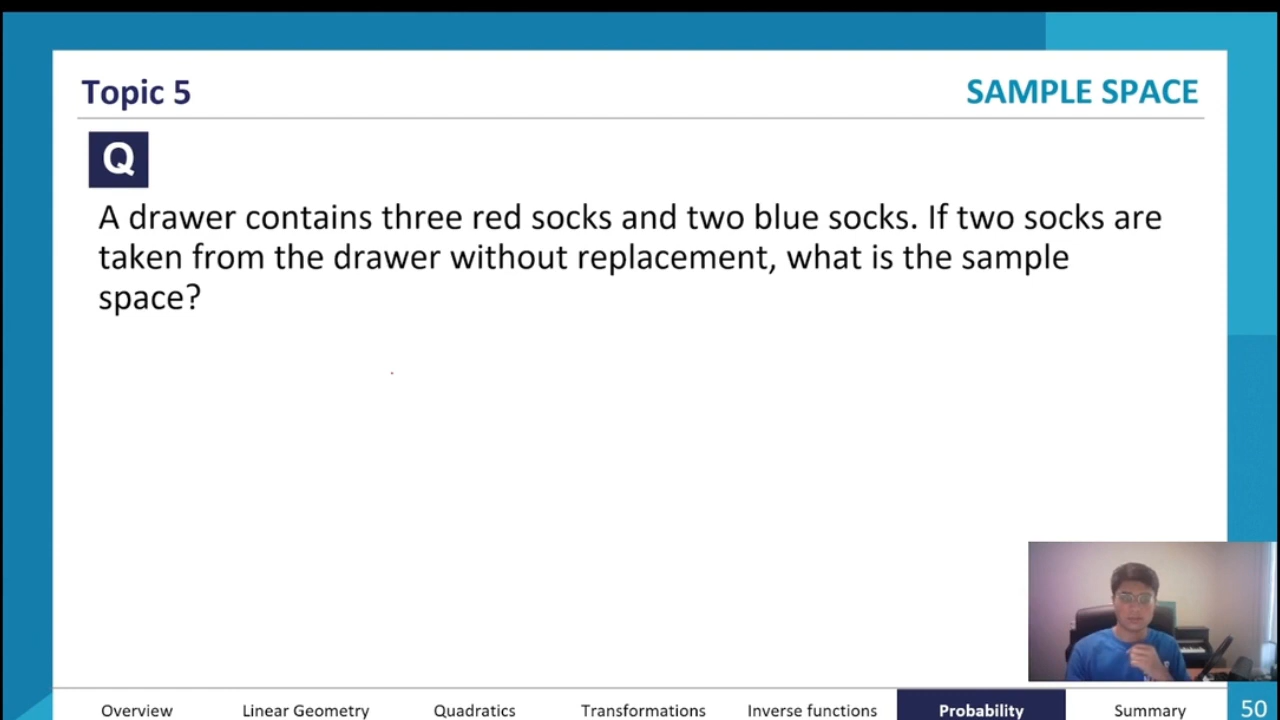 Topic 5
SAMPLE SPACE
Q
A drawer contains three red socks and two blue socks. If two socks are
taken from the drawer without replacement, what is the sample
space?
Overview Linear Geometry Quadratics Transformations Inverse functions Probability Summary 50